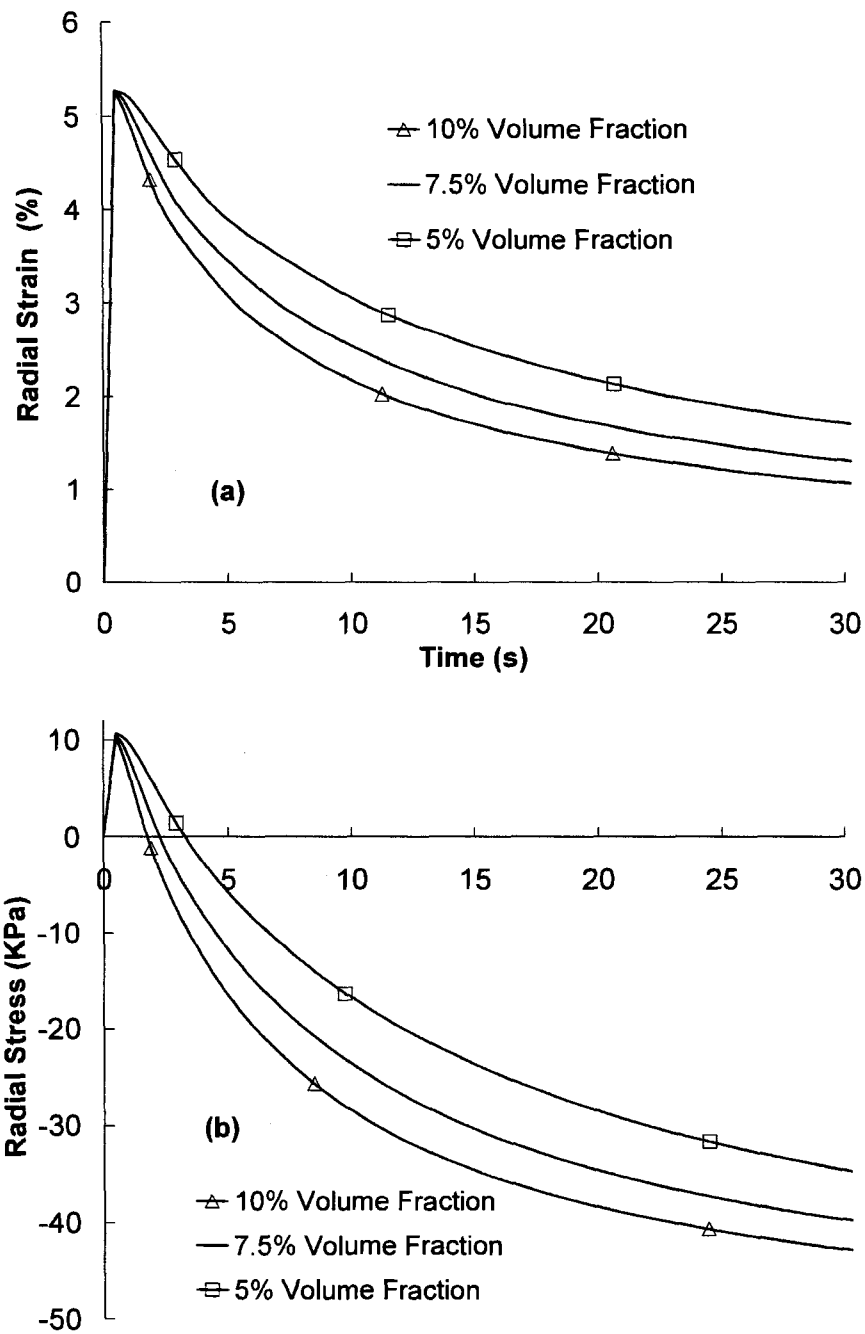 6
5
4
3
2
1
0
Radial Strain (%)
10% Volume Fraction
7.5% Volume Fraction
5% Volume Fraction
(a)
0 5 10 15 20 25 30
Time (s)
10
0
-10
-20
-30
-40
-50
Radial Stress (KPa)
0 5 10 15 20 25 30
(b)
10% Volume Fraction
7.5% Volume Fraction
5% Volume Fraction